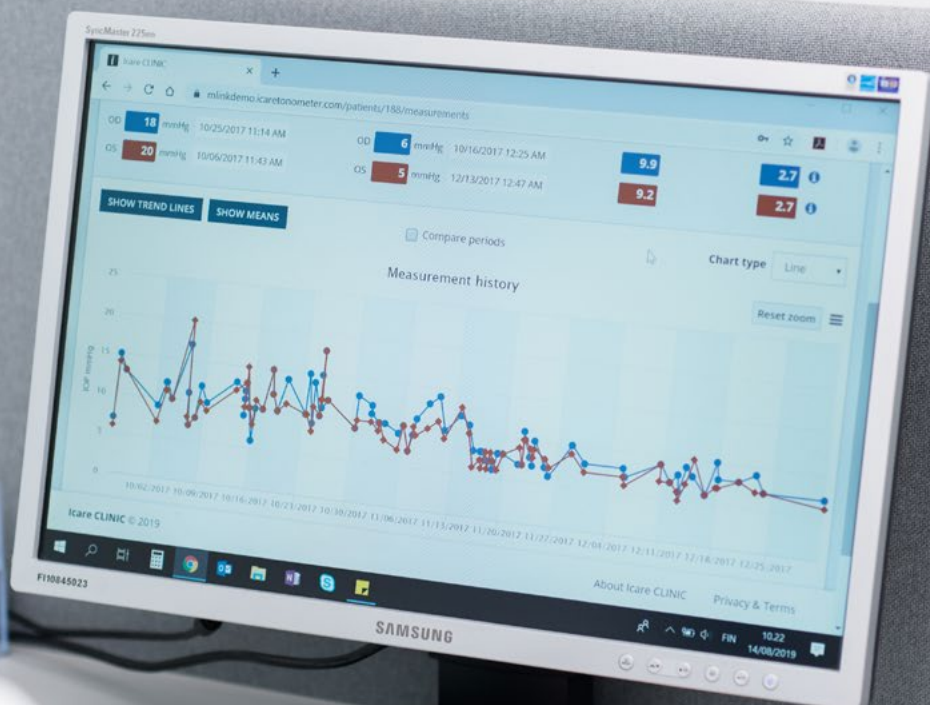 SyncMaster 225BW
Icare CLINIC
mlinkdemo.icaretonometer.com/patients/188/measurements
OD 18 mmHg 10/25/2017 11:14 AM OD 6 mmHg 10/16/2017 12:25 AM 9.9 2.7
OS 20 mmHg 10/06/2017 11:43 AM OS 5 mmHg 12/13/2017 12:47 AM 9.2 2.7
SHOW TREND LINES SHOW MEANS
Compare periods
Chart type Line
Measurement history
Reset zoom
25
20
15
10
5
0
IOP mmHg
10/02/2017 10/09/2017 10/16/2017 10/23/2017 10/30/2017 11/06/2017 11/13/2017 11/20/2017 11/27/2017 12/04/2017 12/11/2017 12/18/2017 12/25/2017
Icare CLINIC © 2019
About Icare CLINIC Privacy & Terms
FIN 10.22
14/08/2019
FI10845023
SAMSUNG